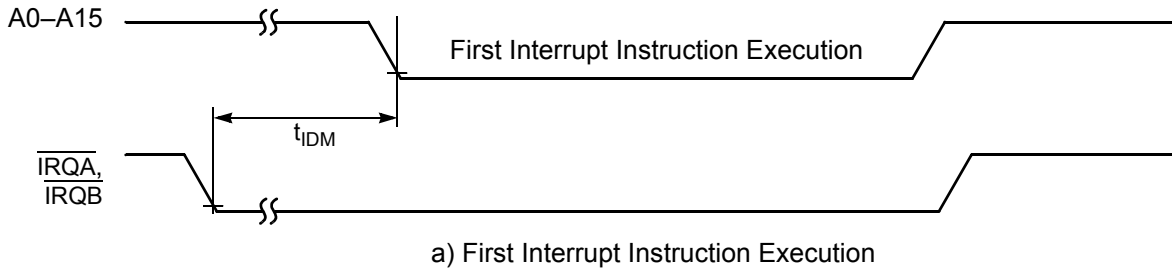 A0–A15
First Interrupt Instruction Execution
tIDM
IRQA,
IRQB
a) First Interrupt Instruction Execution